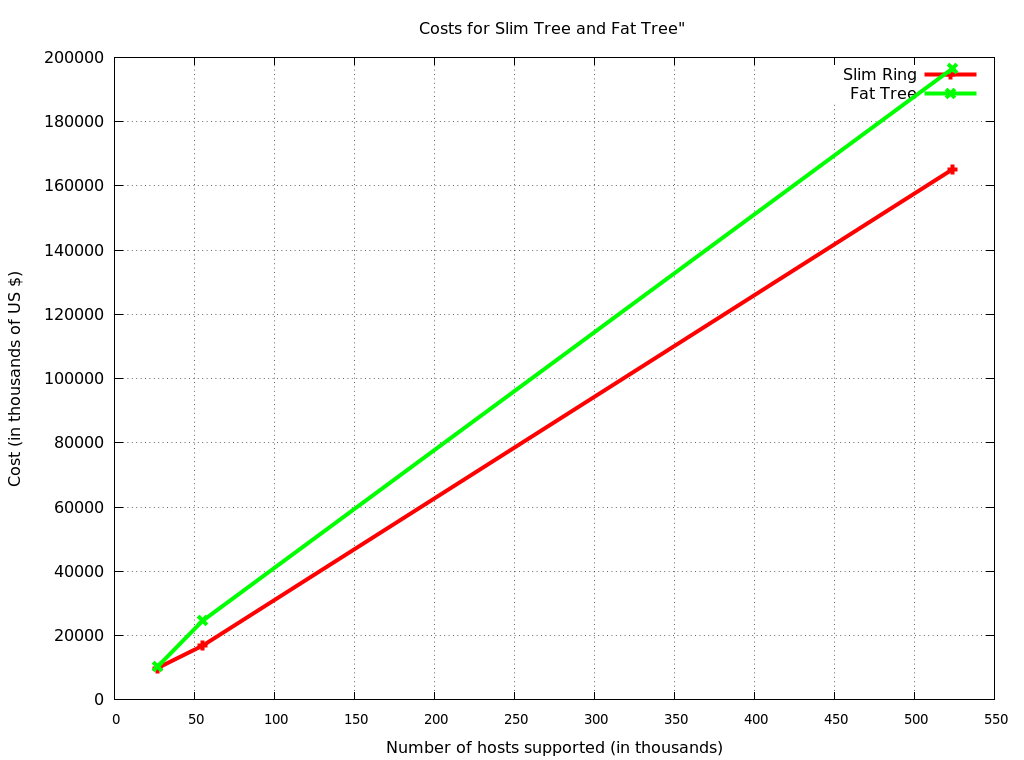 Costs for Slim Tree and Fat Tree"
200000
180000
160000
140000
120000
100000
80000
60000
40000
20000
0
Slim Ring
Fat Tree
Cost (in thousands of US $)
0 50 100 150 200 250 300 350 400 450 500 550
Number of hosts supported (in thousands)